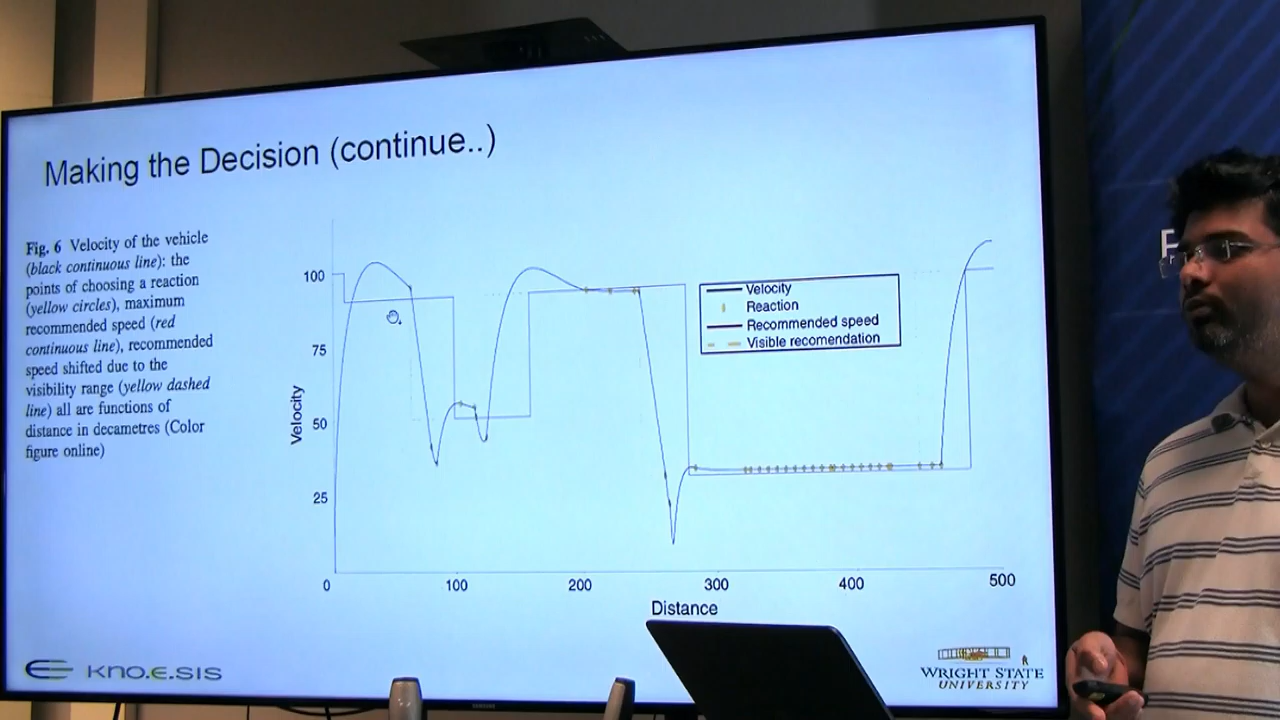 Making the Decision (continue..)
Fig. 6 Velocity of the vehicle
(black continuous line): the
points of choosing a reaction
(yellow circles), maximum
recommended speed (red
continuous line), recommended
speed shifted due to the
visibility range (yellow dashed
line) all are functions of
distance in decametres (Color
figure online)
100
75
50
25
Velocity
Velocity
Reaction
Recommended speed
Visible recomendation
0
100
200
300
400
500
Distance
KNO.E.SIS
WRIGHT STATE
UNIVERSITY
SAMSUNG